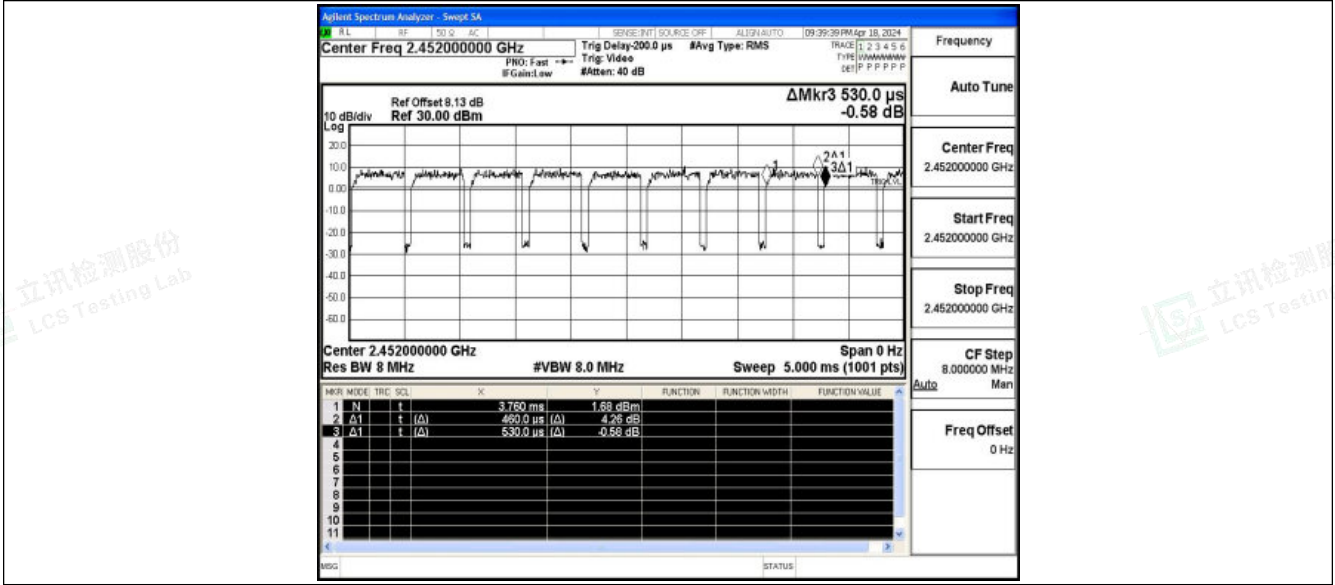 Agilent Spectrum Analyzer - Swept SA
RL RF 50 Ω AC SENSE:INT SOURCE OFF ALIGN AUTO 09:39:39 PM Apr 18, 2024
Center Freq 2.452000000 GHz
PNO: Fast
IFGain:Low
Trig Delay-200.0 µs
Trig: Video
#Atten: 40 dB
#Avg Type: RMS
TRACE 1 2 3 4 5 6
TYPE
DET P P P P P P
Ref Offset 8.13 dB
Ref 30.00 dBm
10 dB/div
Log
ΔMkr3 530.0 µs
-0.58 dB
20.0
10.0
0.00
-10.0
-20.0
-30.0
-40.0
-50.0
-60.0
1
2Δ1
3Δ1
TRIG LVL
Center 2.452000000 GHz Span 0 Hz
Res BW 8 MHz #VBW 8.0 MHz Sweep 5.000 ms (1001 pts)
MKR MODE TRC SCL X Y FUNCTION FUNCTION WIDTH FUNCTION VALUE
1 N t 3.760 ms 1.68 dBm
2 Δ1 t (Δ) 460.0 µs (Δ) 4.26 dB
3 Δ1 t (Δ) 530.0 µs (Δ) -0.58 dB
4
5
6
7
8
9
10
11
MSG STATUS
Frequency
Auto Tune
Center Freq
2.452000000 GHz
Start Freq
2.452000000 GHz
Stop Freq
2.452000000 GHz
CF Step
8.000000 MHz
Auto Man
Freq Offset
0 Hz
立讯检测股份
LCS Testing Lab
立讯检测
LCS Testin